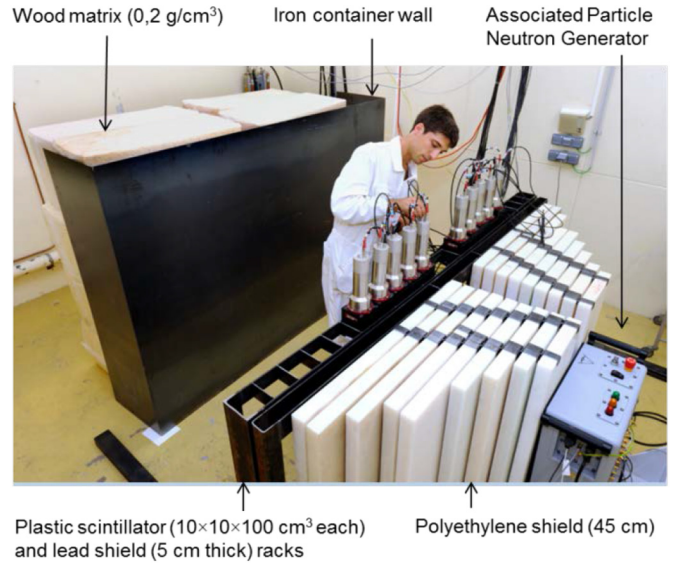 Wood matrix (0,2 g/cm³)
Iron container wall
Associated Particle
Neutron Generator
Plastic scintillator (10×10×100 cm³ each)
and lead shield (5 cm thick) racks
Polyethylene shield (45 cm)